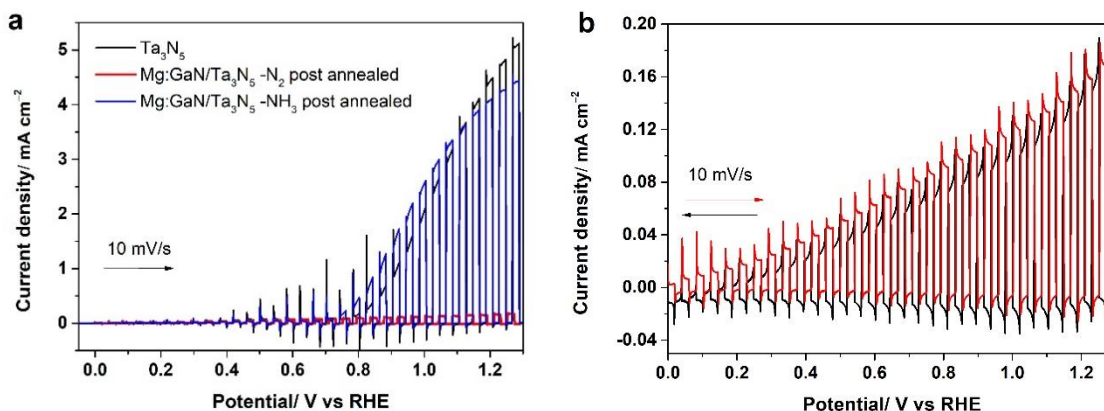 a
Ta₃N₅
Mg:GaN/Ta₃N₅ -N₂ post annealed
Mg:GaN/Ta₃N₅ -NH₃ post annealed
10 mV/s
Current density/ mA cm⁻²
5
4
3
2
1
0
0.0 0.2 0.4 0.6 0.8 1.0 1.2
Potential/ V vs RHE
b
10 mV/s
Current density/ mA cm⁻²
0.20
0.16
0.12
0.08
0.04
0.00
-0.04
0.0 0.2 0.4 0.6 0.8 1.0 1.2
Potential/ V vs RHE